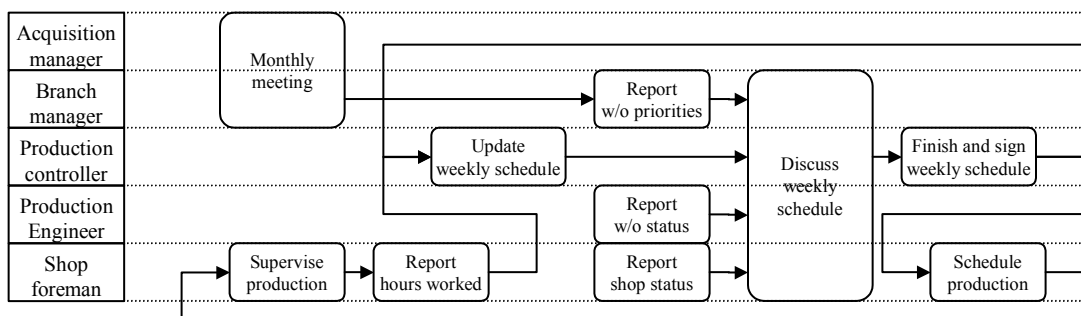 Acquisition
manager
Monthly
meeting
Branch
manager
Report
w/o priorities
Production
controller
Update
weekly schedule
Discuss
weekly
schedule
Finish and sign
weekly schedule
Production
Engineer
Report
w/o status
Shop
foreman
Supervise
production
Report
hours worked
Report
shop status
Schedule
production